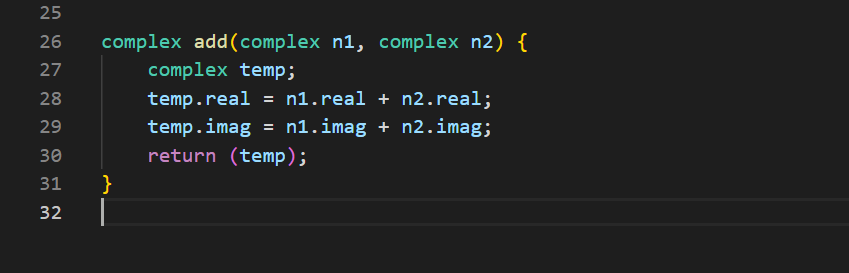 25
26 complex add(complex n1, complex n2) {
27     complex temp;
28     temp.real = n1.real + n2.real;
29     temp.imag = n1.imag + n2.imag;
30     return (temp);
31 }
32